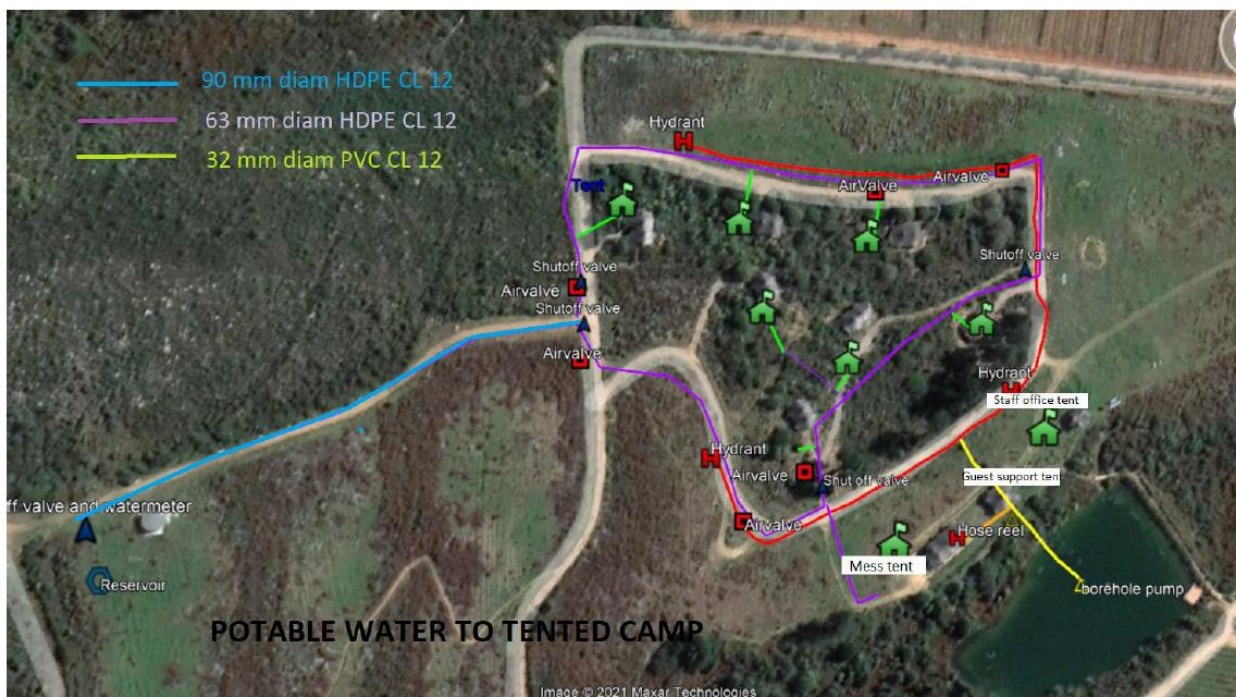 90 mm diam HDPE CL 12
63 mm diam HDPE CL 12
32 mm diam PVC CL 12
Hydrant
Airvalve
AirValve
Tent
Shutoff valve
Shutoff valve
Airvalve
Shutoff valve
Airvalve
Hydrant
Staff office tent
Hydrant
Airvalve
Guest support tent
Shut off valve
ff valve and watermeter
Airvalve
Hose reel
Mess tent
Reservoir
borehole pump
POTABLE WATER TO TENTED CAMP
Image © 2021 Maxar Technologies